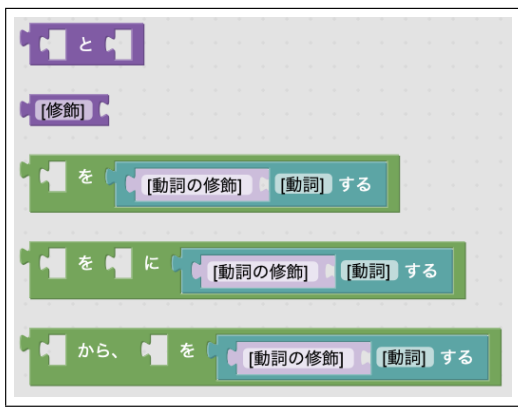 と
[修飾]
を [動詞の修飾] [動詞] する
を に [動詞の修飾] [動詞] する
から、 を [動詞の修飾] [動詞] する